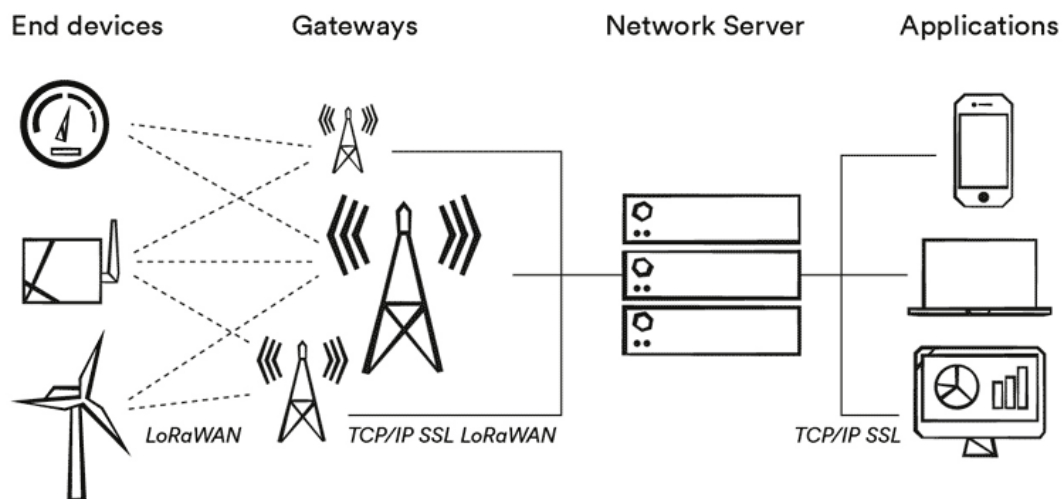 End devices
Gateways
Network Server
Applications
LoRaWAN
TCP/IP SSL LoRaWAN
TCP/IP SSL